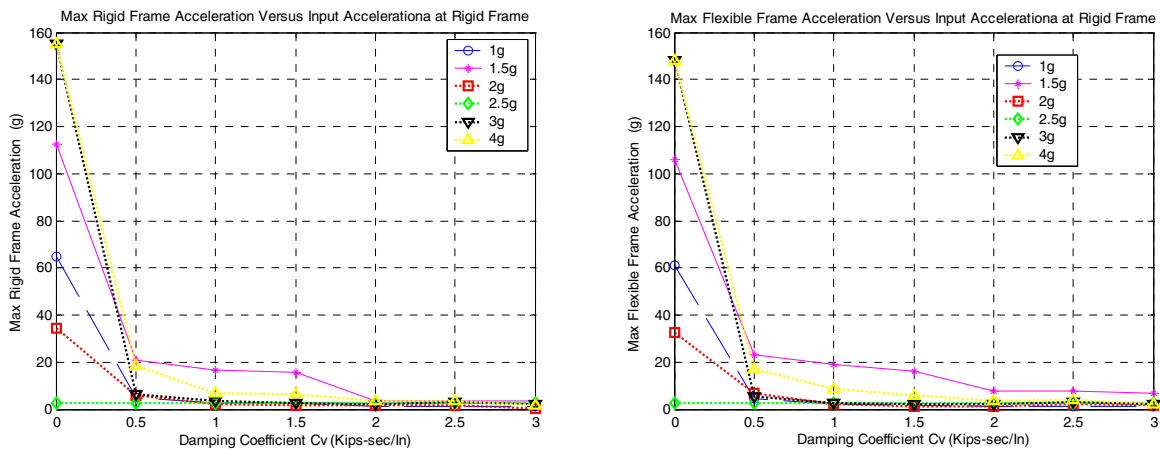 Max Rigid Frame Acceleration Versus Input Accelerationa at Rigid Frame
160
140
120
100
80
60
40
20
0
Max Rigid Frame Acceleration (g)
1g
1.5g
2g
2.5g
3g
4g
0 0.5 1 1.5 2 2.5 3
Damping Coefficient Cv (Kips-sec/In)
Max Flexible Frame Acceleration Versus Input Accelerationa at Rigid Frame
160
140
120
100
80
60
40
20
0
Max Flexible Frame Acceleration (g)
1g
1.5g
2g
2.5g
3g
4g
0 0.5 1 1.5 2 2.5 3
Damping Coefficient Cv (Kips-sec/In)